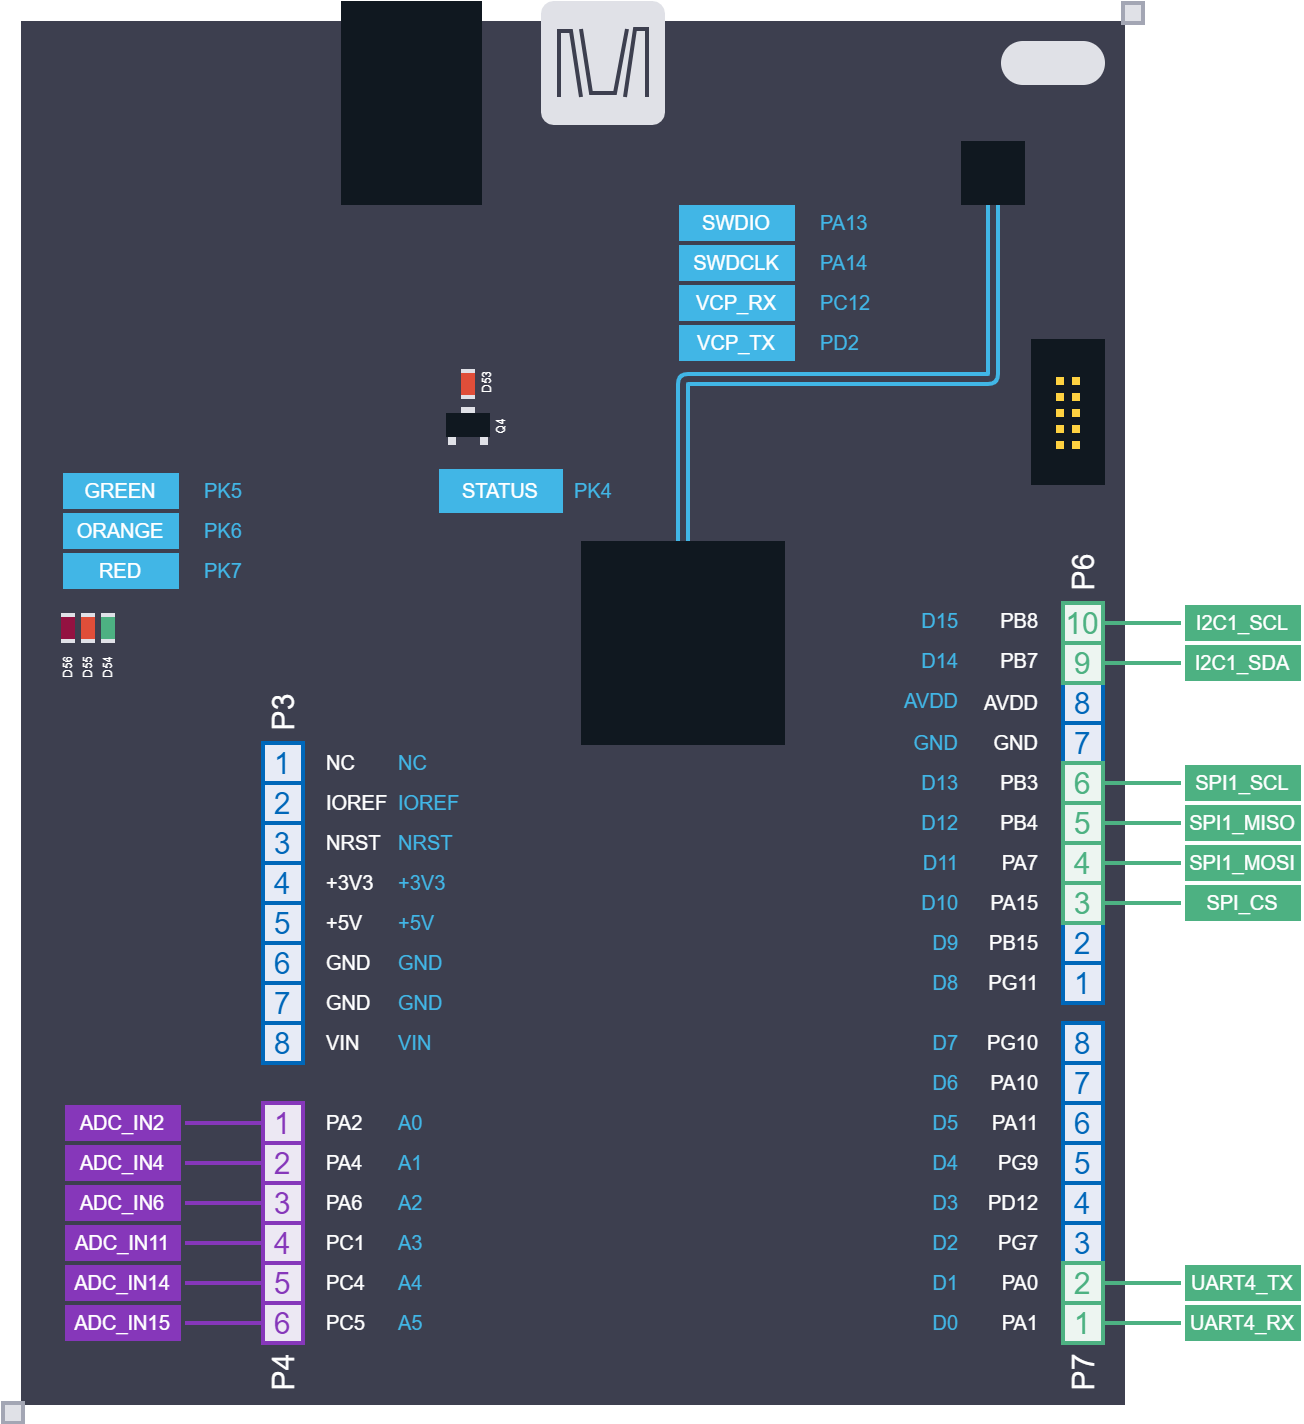 SWDIO PA13
SWDCLK PA14
VCP_RX PC12
VCP_TX PD2
D53
Q4
STATUS PK4
GREEN PK5
ORANGE PK6
RED PK7
D56 D55 D54
P6
D15 PB8 10 I2C1_SCL
D14 PB7 9 I2C1_SDA
AVDD AVDD 8
GND GND 7
D13 PB3 6 SPI1_SCL
D12 PB4 5 SPI1_MISO
D11 PA7 4 SPI1_MOSI
D10 PA15 3 SPI_CS
D9 PB15 2
D8 PG11 1
P3
1 NC NC
2 IOREF IOREF
3 NRST NRST
4 +3V3 +3V3
5 +5V +5V
6 GND GND
7 GND GND
8 VIN VIN
ADC_IN2 1 PA2 A0
ADC_IN4 2 PA4 A1
ADC_IN6 3 PA6 A2
ADC_IN11 4 PC1 A3
ADC_IN14 5 PC4 A4
ADC_IN15 6 PC5 A5
P4
D7 PG10 8
D6 PA10 7
D5 PA11 6
D4 PG9 5
D3 PD12 4
D2 PG7 3
D1 PA0 2 UART4_TX
D0 PA1 1 UART4_RX
P7